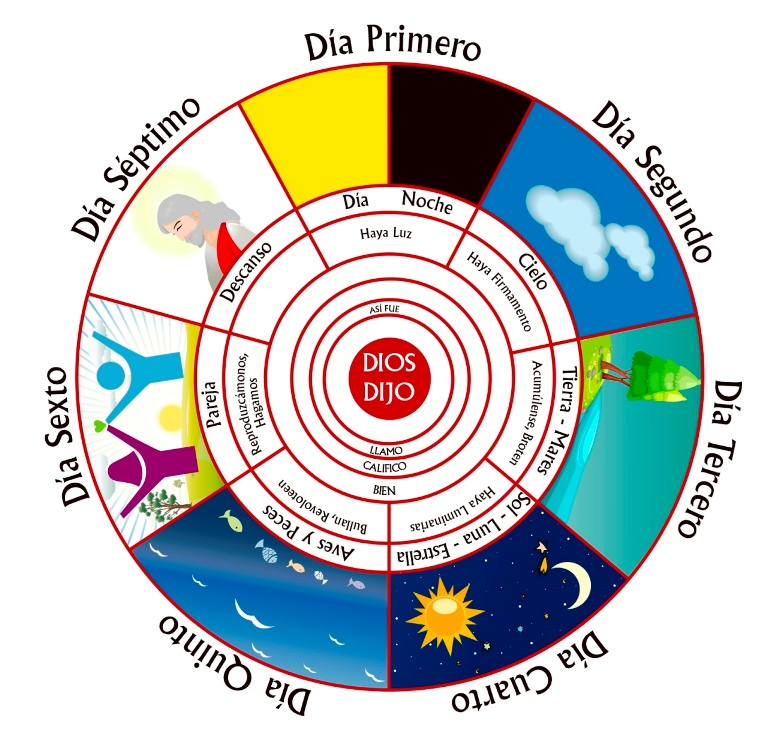 Día Primero
Día Segundo
Día Tercero
Día Cuarto
Día Quinto
Día Sexto
Día Séptimo
Día Noche
Cielo
Tierra - Mares
Sol - Luna - Estrella
Aves y Peces
Pareja
Descanso
Haya Luz
Haya Firmamento
Acumúlense, Broten
Haya Luminarias
Bullan, Revoloteen
Reproduzcámonos,
Hagamos
ASÍ FUE
DIOS
DIJO
LLAMO
CALIFICO
BIEN